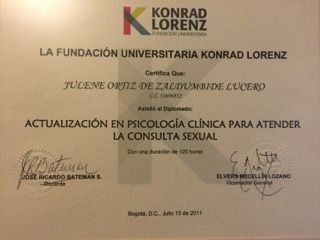 KONRAD
LORENZ
FUNDACIÓN UNIVERSITARIA
LA FUNDACIÓN UNIVERSITARIA KONRAD LORENZ
Certifica Que:
JULENE ORTIZ DE ZALDUMBIDE LUCERO
C.C.
Asistió al Diplomado:
ACTUALIZACIÓN EN PSICOLOGÍA CLÍNICA PARA ATENDER
LA CONSULTA SEXUAL
Con una duración de 120 horas
JOSE RICARDO BATEMAN S.
Docente
ELVERS MEDELLÍN LOZANO
Vicerrector General
Bogotá, D.C., Julio 13 de 2011